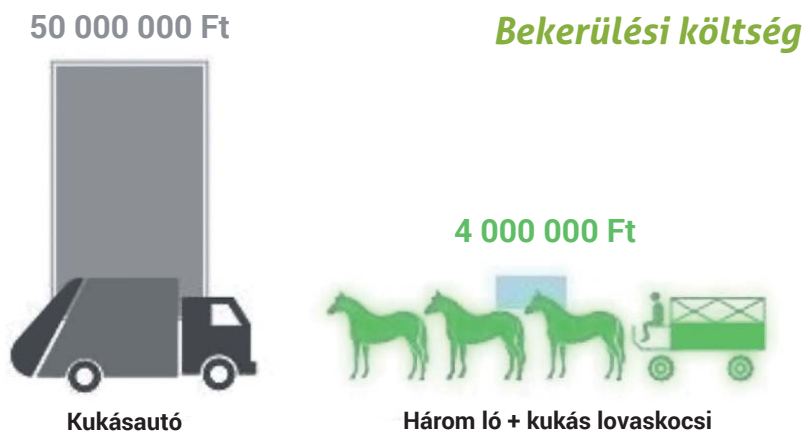 50 000 000 Ft
Bekerülési költség
4 000 000 Ft
Kukásautó
Három ló + kukás lovaskocsi